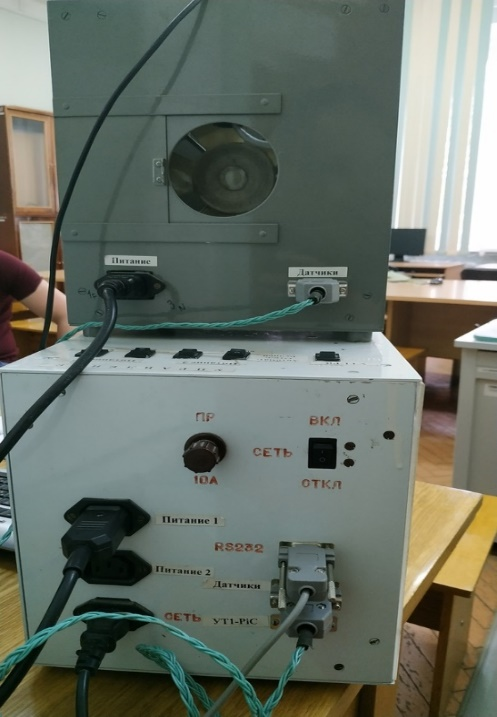 Питание
Датчики
ПР
10А
ВКЛ
СЕТЬ
ОТКЛ
Питание 1
RS232
Питание 2
Датчики
СЕТЬ
УТ1-PiC